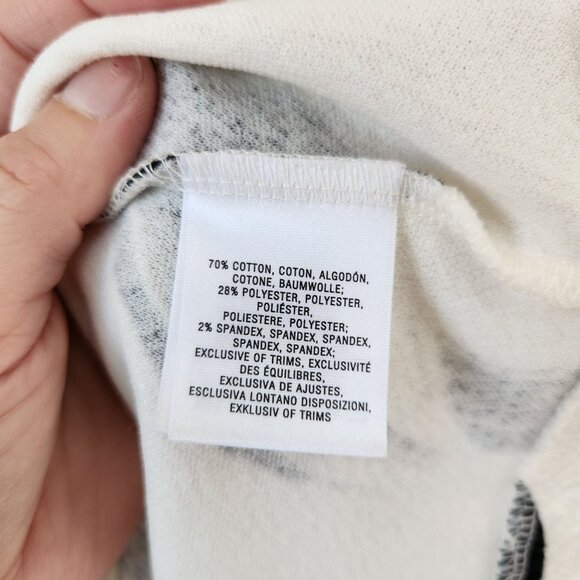 70% COTTON, COTON, ALGODÓN,
COTONE, BAUMWOLLE;
28% POLYESTER, POLYESTER,
POLIÉSTER,
POLIESTERE, POLYESTER;
2% SPANDEX, SPANDEX, SPANDEX,
SPANDEX, SPANDEX;
EXCLUSIVE OF TRIMS, EXCLUSIVITÉ
DES ÉQUILIBRES,
EXCLUSIVA DE AJUSTES,
ESCLUSIVA LONTANO DISPOSIZIONI,
EXKLUSIV OF TRIMS